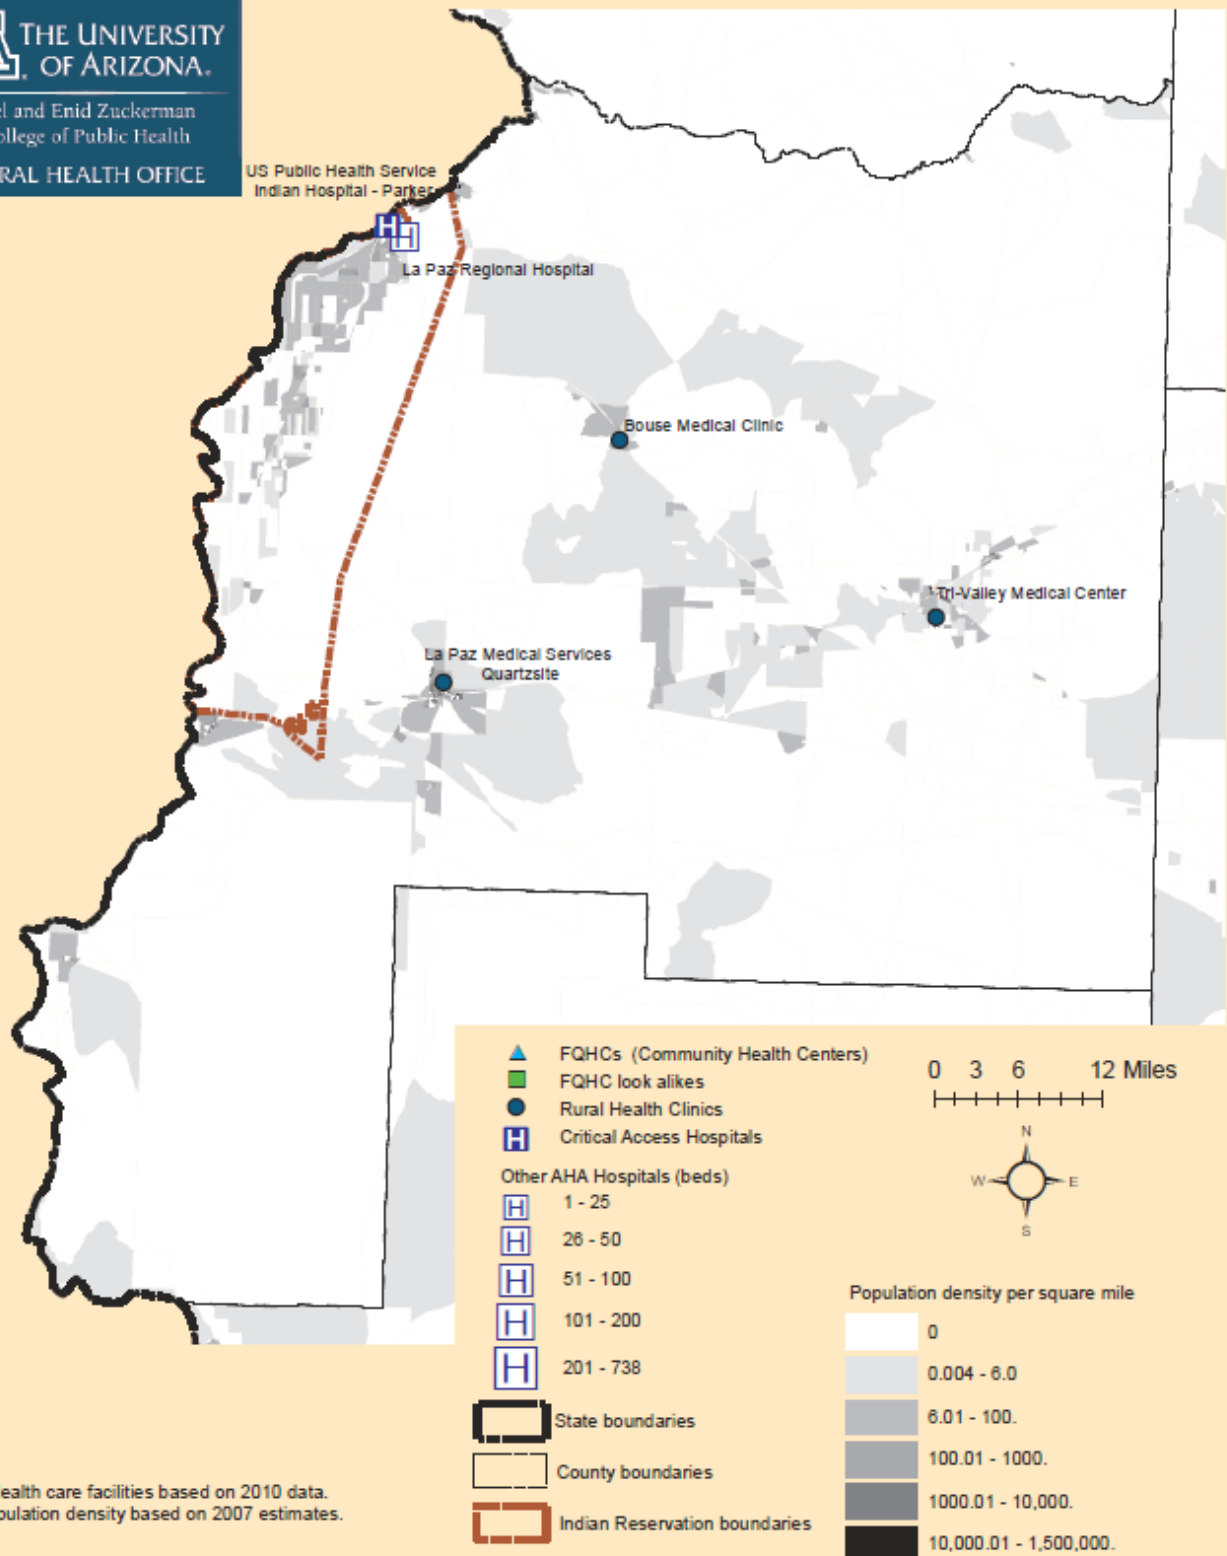 THE UNIVERSITY
OF ARIZONA.
el and Enid Zuckerman
ollege of Public Health
RAL HEALTH OFFICE
US Public Health Service
Indian Hospital - Parker
H
H
La Paz Regional Hospital
Bouse Medical Clinic
Tri-Valley Medical Center
La Paz Medical Services
Quartzsite
FQHCs (Community Health Centers)
FQHC look alikes
Rural Health Clinics
H Critical Access Hospitals
Other AHA Hospitals (beds)
H 1 - 25
H 26 - 50
H 51 - 100
H 101 - 200
H 201 - 738
State boundaries
County boundaries
Indian Reservation boundaries
0 3 6 12 Miles
N
W E
S
Population density per square mile
0
0.004 - 6.0
6.01 - 100.
100.01 - 1000.
1000.01 - 10,000.
10,000.01 - 1,500,000.
ealth care facilities based on 2010 data.
pulation density based on 2007 estimates.